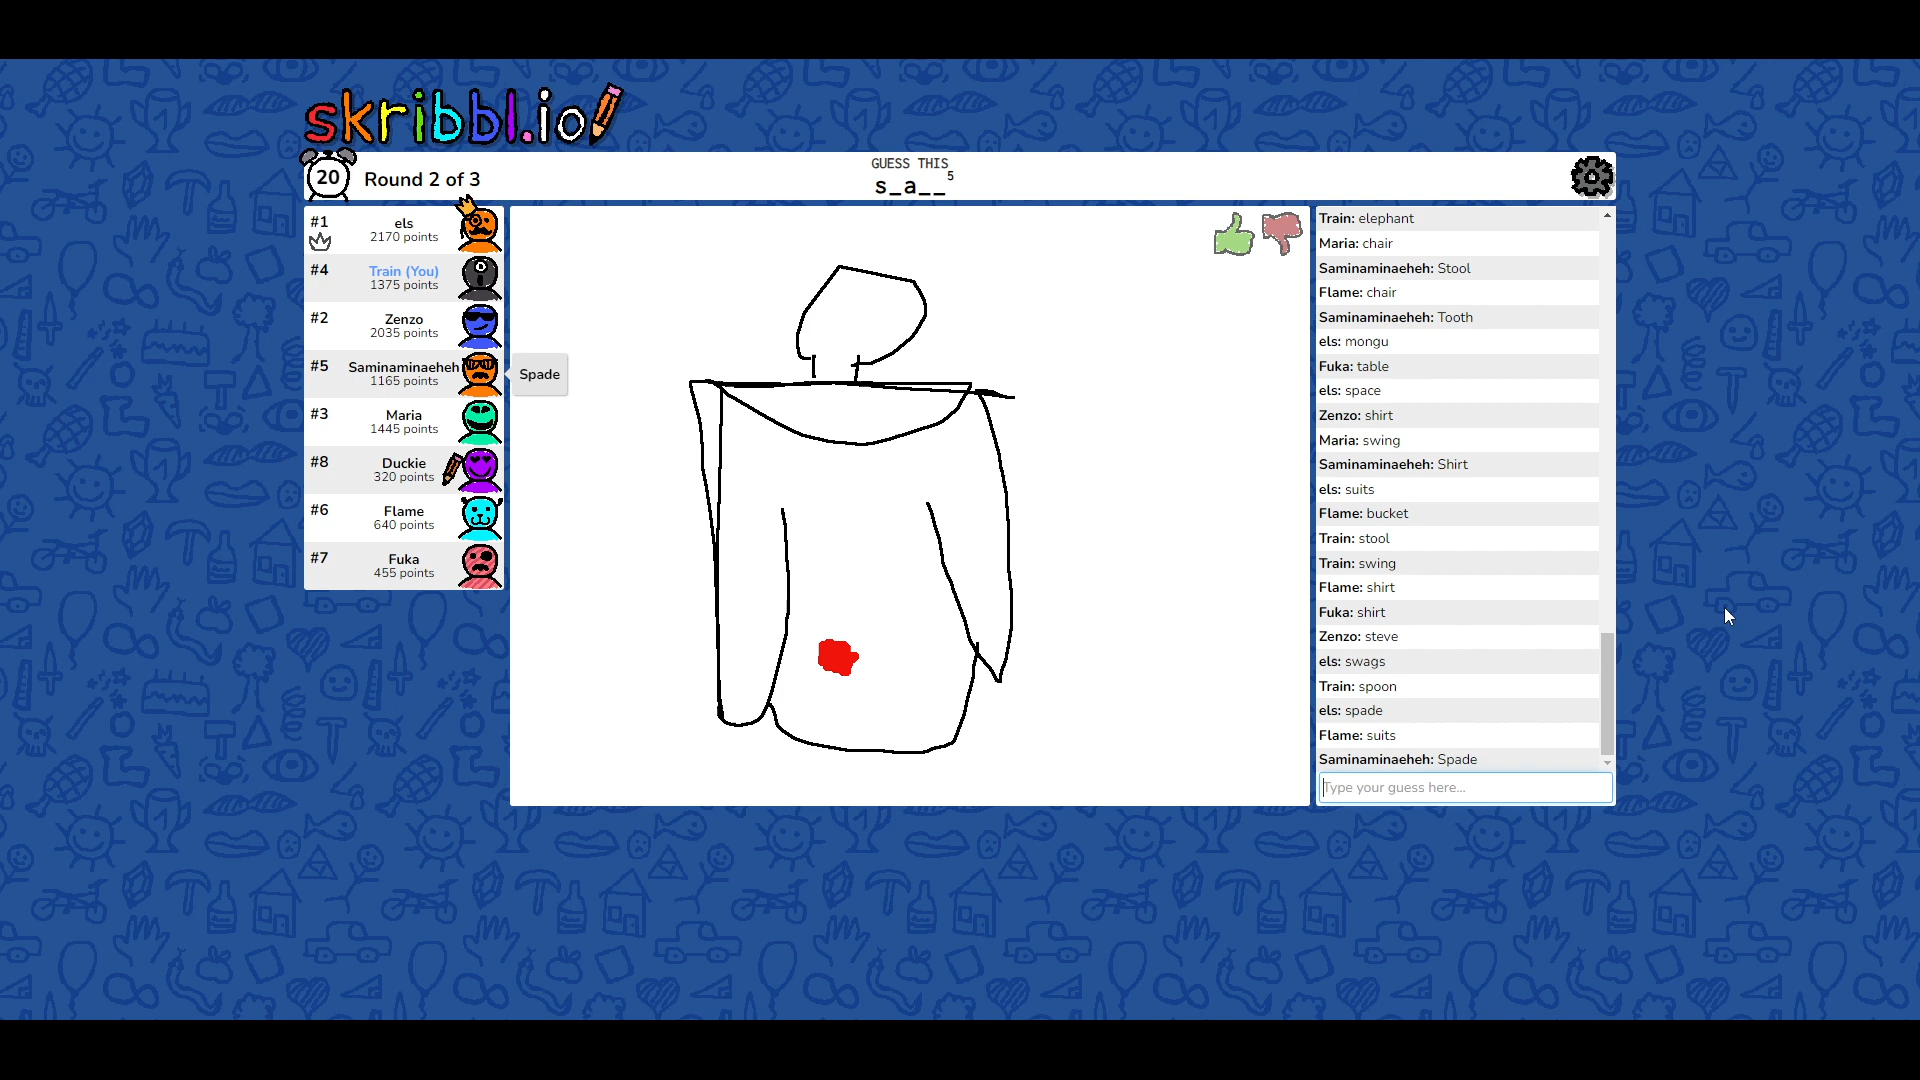 skribbl.io
20
Round 2 of 3
GUESS THIS
s_a__ 5
#1
els
2170 points
#4
Train (You)
1375 points
#2
Zenzo
2035 points
#5
Saminaminaeheh
1165 points
Spade
#3
Maria
1445 points
#8
Duckie
320 points
#6
Flame
640 points
#7
Fuka
455 points
Train: elephant
Maria: chair
Saminaminaeheh: Stool
Flame: chair
Saminaminaeheh: Tooth
els: mongu
Fuka: table
els: space
Zenzo: shirt
Maria: swing
Saminaminaeheh: Shirt
els: suits
Flame: bucket
Train: stool
Train: swing
Flame: shirt
Fuka: shirt
Zenzo: steve
els: swags
Train: spoon
els: spade
Flame: suits
Saminaminaeheh: Spade
Type your guess here...